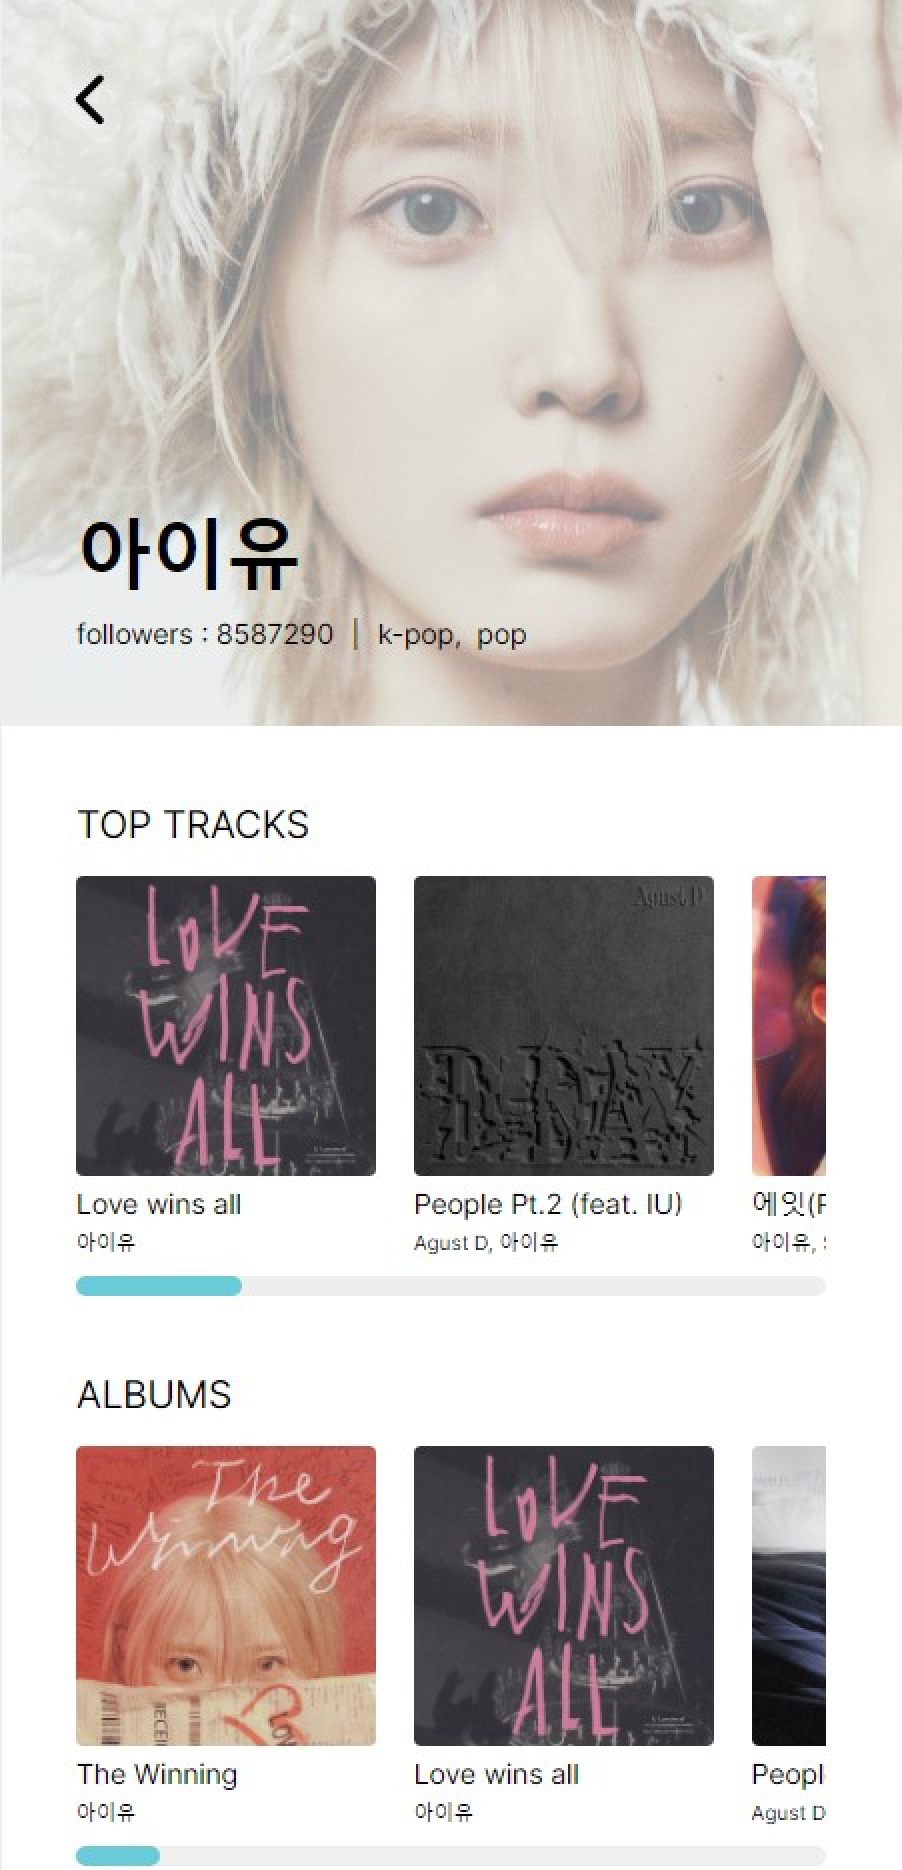 아이유
followers : 8587290 | k-pop, pop
TOP TRACKS
LOVE
WINS
ALL
Agust D
D-DAY
Love wins all
아이유
People Pt.2 (feat. IU)
Agust D, 아이유
에잇(P
아이유,
ALBUMS
The
Winning
RECEI
LOVE
WINS
ALL
The Winning
아이유
Love wins all
아이유
Peopl
Agust D